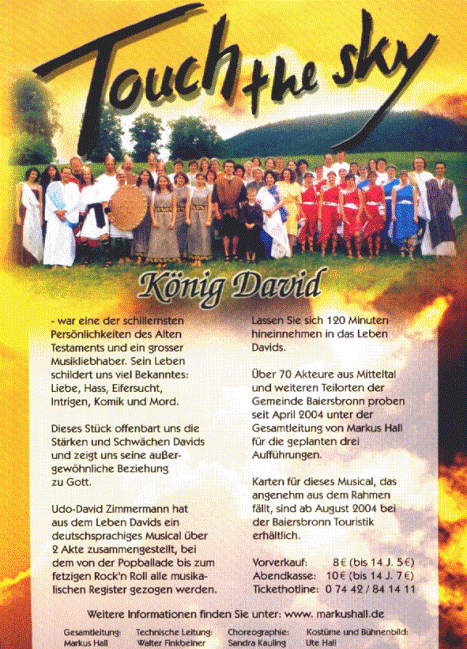 Touch the sky
König David
- war eine der schillernsten
Persönlichkeiten des Alten
Testaments und ein grosser
Musikliebhaber. Sein Leben
schildert uns viel Bekanntes:
Liebe, Hass, Eifersucht,
Intrigen, Komik und Mord.
Dieses Stück offenbart uns die
Stärken und Schwächen Davids
und zeigt uns seine außer-
gewöhnliche Beziehung
zu Gott.
Udo-David Zimmermann hat
aus dem Leben Davids ein
deutschsprachiges Musical über
2 Akte zusammengestellt, bei
dem von der Popballade bis zum
fetzigen Rock'n Roll alle musika-
lischen Register gezogen werden.
Lassen Sie sich 120 Minuten
hineinnehmen in das Leben
Davids.
Über 70 Akteure aus Mitteltal
und weiteren Teilorten der
Gemeinde Baiersbronn proben
seit April 2004 unter der
Gesamtleitung von Markus Hall
für die geplanten drei
Aufführungen.
Karten für dieses Musical, das
angenehm aus dem Rahmen
fällt, sind ab August 2004 bei
der Baiersbronn Touristik
erhältlich.
Vorverkauf: 8€ (bis 14 J. 5€)
Abendkasse: 10€ (bis 14 J. 7€)
Tickethotline: 0 74 42 / 84 14 11
Weitere Informationen finden Sie unter: www. markushall.de
Gesamtleitung: Technische Leitung: Choreographie: Kostüme und Bühnenbild:
Markus Hall Walter Finkbeiner Sandra Kauling Ute Hall